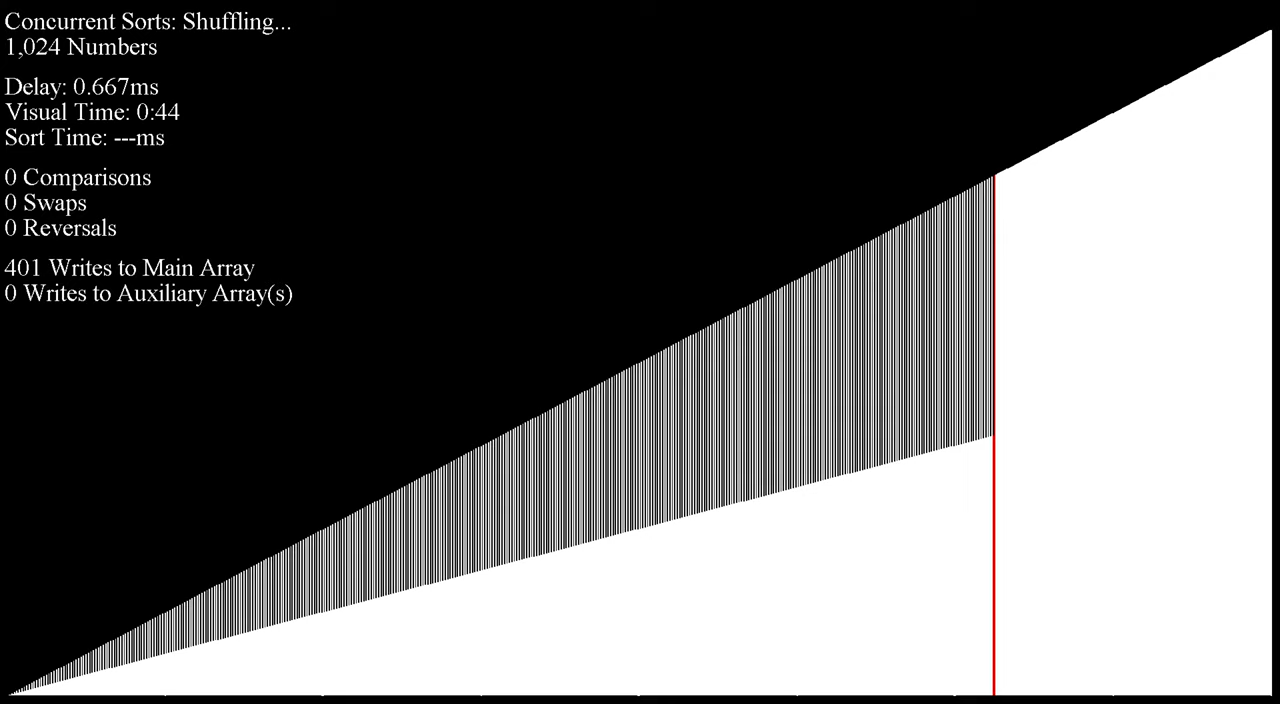 Concurrent Sorts: Shuffling...
1,024 Numbers
Delay: 0.667ms
Visual Time: 0:44
Sort Time: ---ms
0 Comparisons
0 Swaps
0 Reversals
401 Writes to Main Array
0 Writes to Auxiliary Array(s)